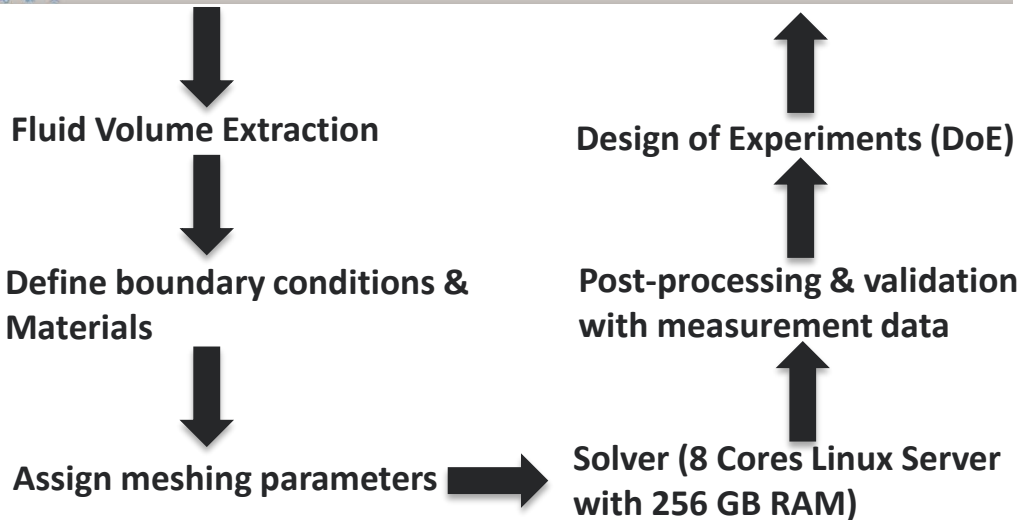 Fluid Volume Extraction
Define boundary conditions &
Materials
Assign meshing parameters
Solver (8 Cores Linux Server
with 256 GB RAM)
Post-processing & validation
with measurement data
Design of Experiments (DoE)